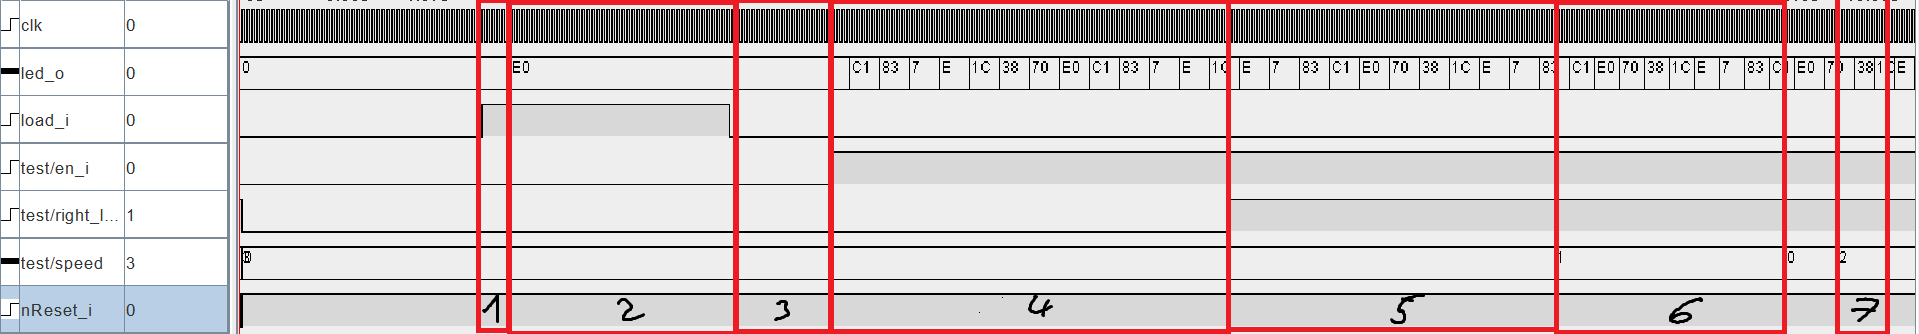 clk 0
led_o 0 0 E0 C1 83 7 E 1C 38 70 E0 C1 83 7 E 1C E 7 83 C1 E0 70 38 1C E 7 83 C1 E0 70 38 1C E 7 83 C1 E0 70 38 1C E
load_i 0
test/en_i 0
test/right_l... 1
test/speed 3 1 0 2
nReset_i 0 1 2 3 4 5 6 7